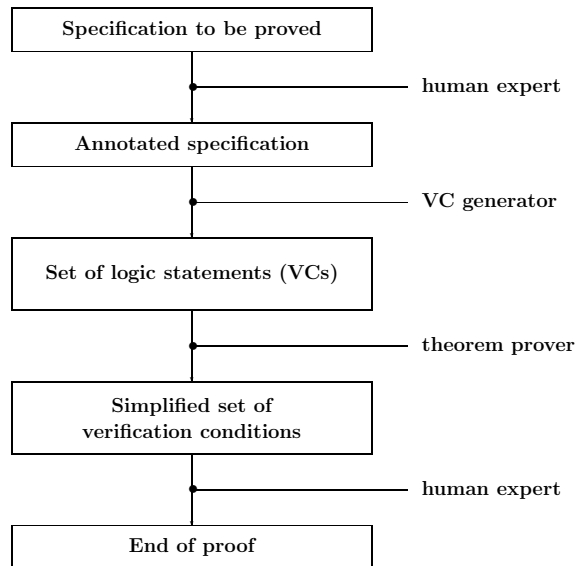 Specification to be proved
human expert
Annotated specification
VC generator
Set of logic statements (VCs)
theorem prover
Simplified set of
verification conditions
human expert
End of proof